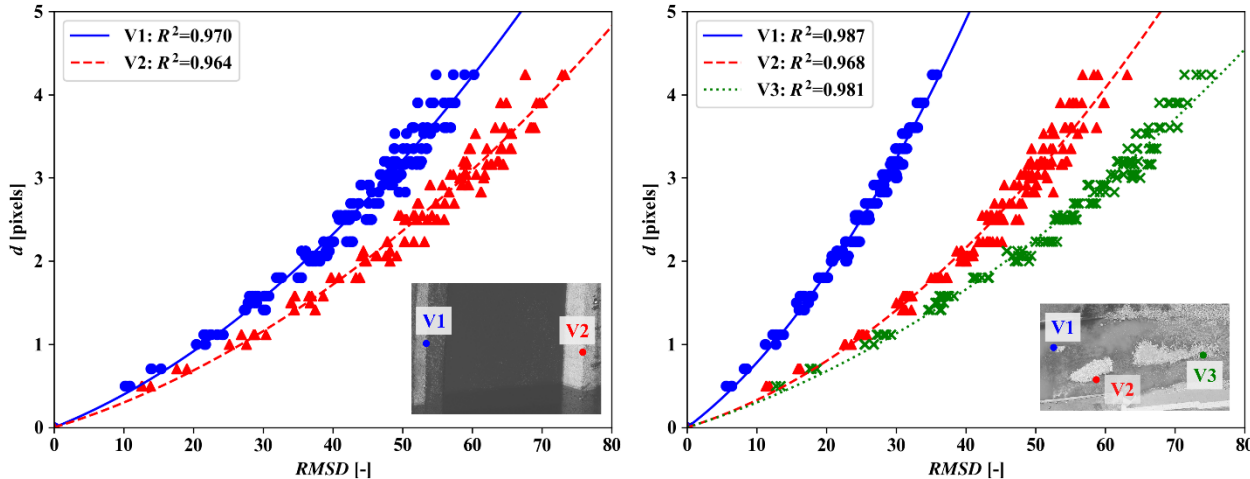 5
4
3
2
1
0
d [pixels]
V1: R²=0.970
V2: R²=0.964
V1
V2
0 10 20 30 40 50 60 70 80
RMSD [-]
5
4
3
2
1
0
d [pixels]
V1: R²=0.987
V2: R²=0.968
V3: R²=0.981
V1
V2
V3
0 10 20 30 40 50 60 70 80
RMSD [-]